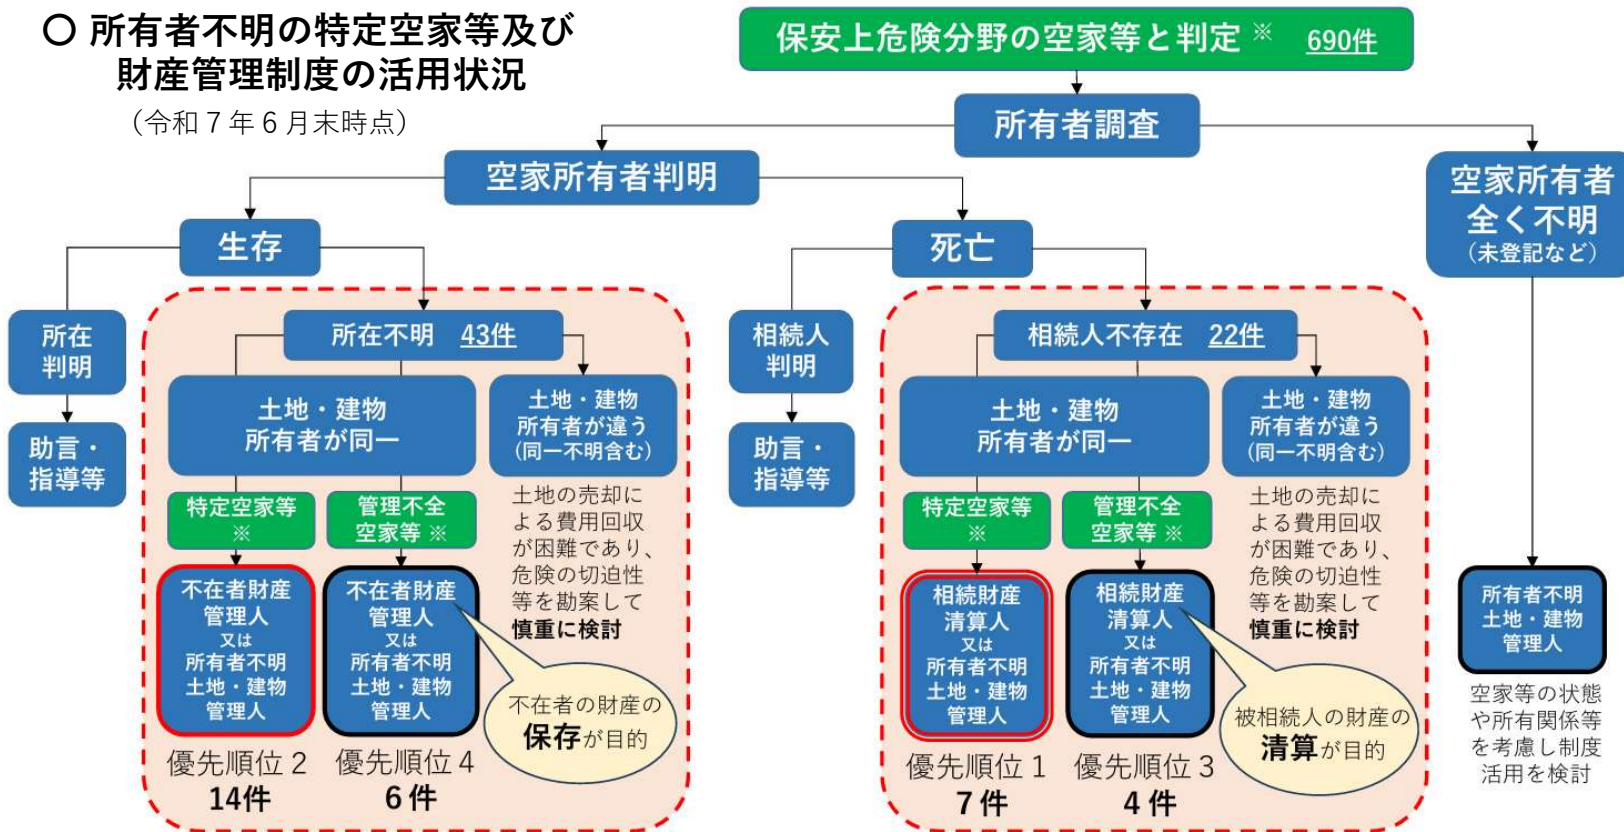 〇 所有者不明の特定空家等及び
財産管理制度の活用状況
（令和７年６月末時点）
保安上危険分野の空家等と判定 ※ 690件
所有者調査
空家所有者判明
空家所有者
全く不明
（未登記など）
生存
死亡
所在
判明
助言・
指導等
所在不明 43件
土地・建物
所有者が同一
土地・建物
所有者が違う
(同一不明含む)
特定空家等
※
管理不全
空家等 ※
土地の売却に
よる費用回収
が困難であり、
危険の切迫性
等を勘案して
慎重に検討
不在者財産
管理人
又は
所有者不明
土地・建物
管理人
不在者財産
管理人
又は
所有者不明
土地・建物
管理人
不在者の財産の
保存が目的
優先順位２
14件
優先順位４
６件
相続人
判明
助言・
指導等
相続人不存在 22件
土地・建物
所有者が同一
土地・建物
所有者が違う
(同一不明含む)
特定空家等
※
管理不全
空家等 ※
土地の売却に
よる費用回収
が困難であり、
危険の切迫性
等を勘案して
慎重に検討
相続財産
清算人
又は
所有者不明
土地・建物
管理人
相続財産
清算人
又は
所有者不明
土地・建物
管理人
被相続人の財産の
清算が目的
優先順位１
７件
優先順位３
４件
所有者不明
土地・建物
管理人
空家等の状態
や所有関係等
を考慮し制度
活用を検討